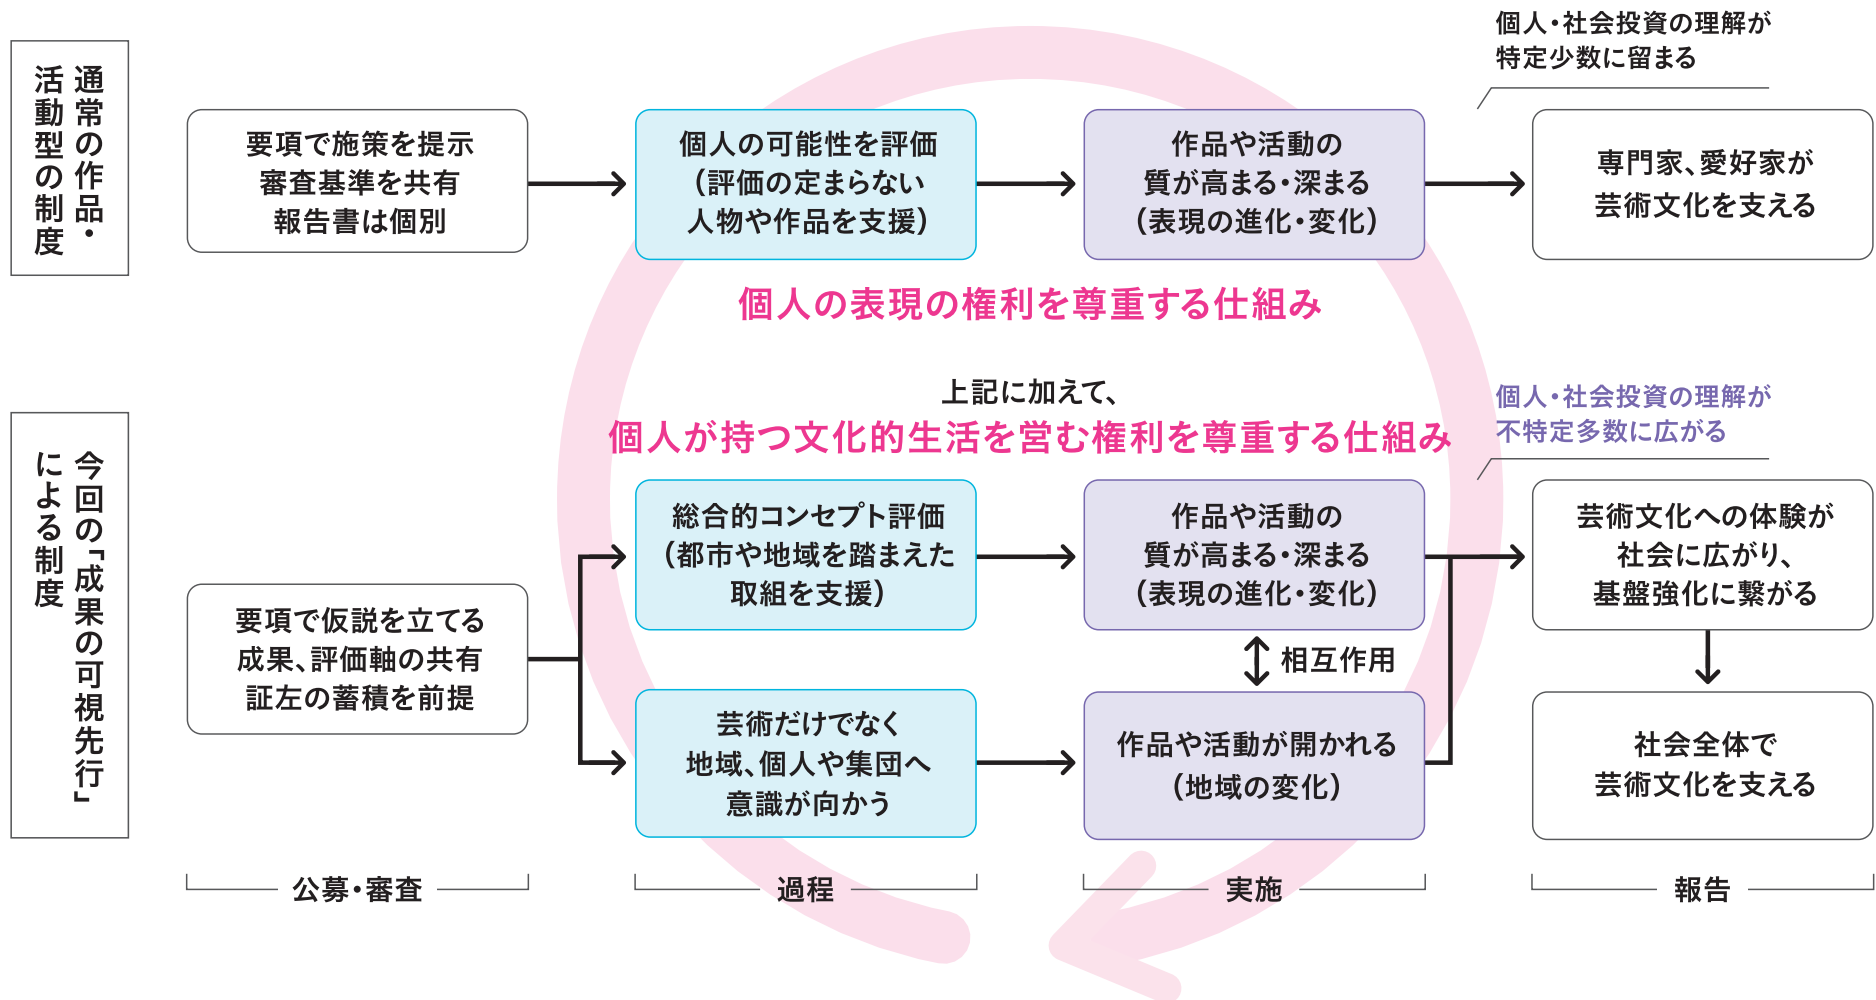 通常の作品・
活動型の制度
要項で施策を提示
審査基準を共有
報告書は個別
個人の可能性を評価
（評価の定まらない
人物や作品を支援）
作品や活動の
質が高まる・深まる
（表現の進化・変化）
個人・社会投資の理解が
特定少数に留まる
専門家、愛好家が
芸術文化を支える
個人の表現の権利を尊重する仕組み
上記に加えて、
個人が持つ文化的生活を営む権利を尊重する仕組み
今回の「成果の可視先行」
による制度
要項で仮説を立てる
成果、評価軸の共有
証左の蓄積を前提
総合的コンセプト評価
（都市や地域を踏まえた
取組を支援）
作品や活動の
質が高まる・深まる
（表現の進化・変化）
個人・社会投資の理解が
不特定多数に広がる
芸術文化への体験が
社会に広がり、
基盤強化に繋がる
相互作用
芸術だけでなく
地域、個人や集団へ
意識が向かう
作品や活動が開かれる
（地域の変化）
社会全体で
芸術文化を支える
公募・審査
過程
実施
報告